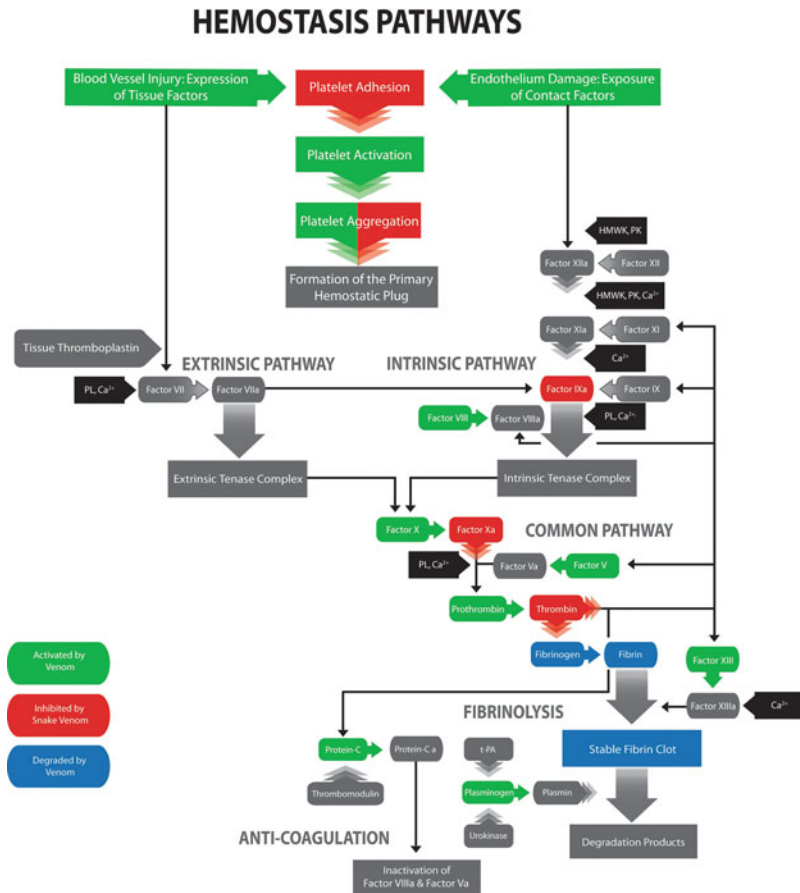 HEMOSTASIS PATHWAYS
Blood Vessel Injury: Expression
of Tissue Factors
Platelet Adhesion
Endothelium Damage: Exposure
of Contact Factors
Platelet Activation
Platelet Aggregation
Formation of the Primary
Hemostatic Plug
HMWK, PK
Factor XIIa
Factor XII
HMWK, PK, Ca²⁺
Factor XIa
Factor XI
Ca²⁺
Tissue Thromboplastin
EXTRINSIC PATHWAY
INTRINSIC PATHWAY
PL, Ca²⁺
Factor VII
Factor VIIa
Factor IXa
Factor IX
Factor VIII
Factor VIIIa
PL, Ca²⁺
Extrinsic Tenase Complex
Intrinsic Tenase Complex
Factor X
Factor Xa
COMMON PATHWAY
PL, Ca²⁺
Factor Va
Factor V
Prothrombin
Thrombin
Activated by
Venom
Fibrinogen
Fibrin
Factor XIII
Inhibited by
Snake Venom
FIBRINOLYSIS
Factor XIIIa
Ca²⁺
Degraded by
Venom
Protein-C
Protein-C a
t-PA
Stable Fibrin Clot
Thrombomodulin
Plasminogen
Plasmin
ANTI-COAGULATION
Urokinase
Degradation Products
Inactivation of
Factor VIIIa & Factor Va